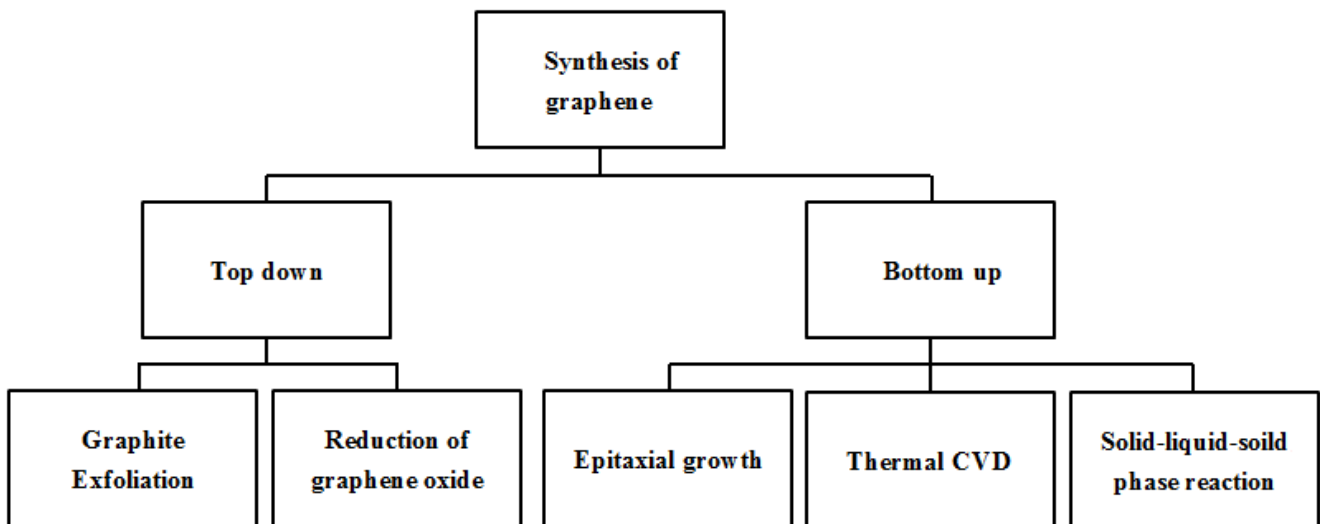 Synthesis of
graphene
Top down
Bottom up
Graphite
Exfoliation
Reduction of
graphene oxide
Epitaxial growth
Thermal CVD
Solid-liquid-soild
phase reaction